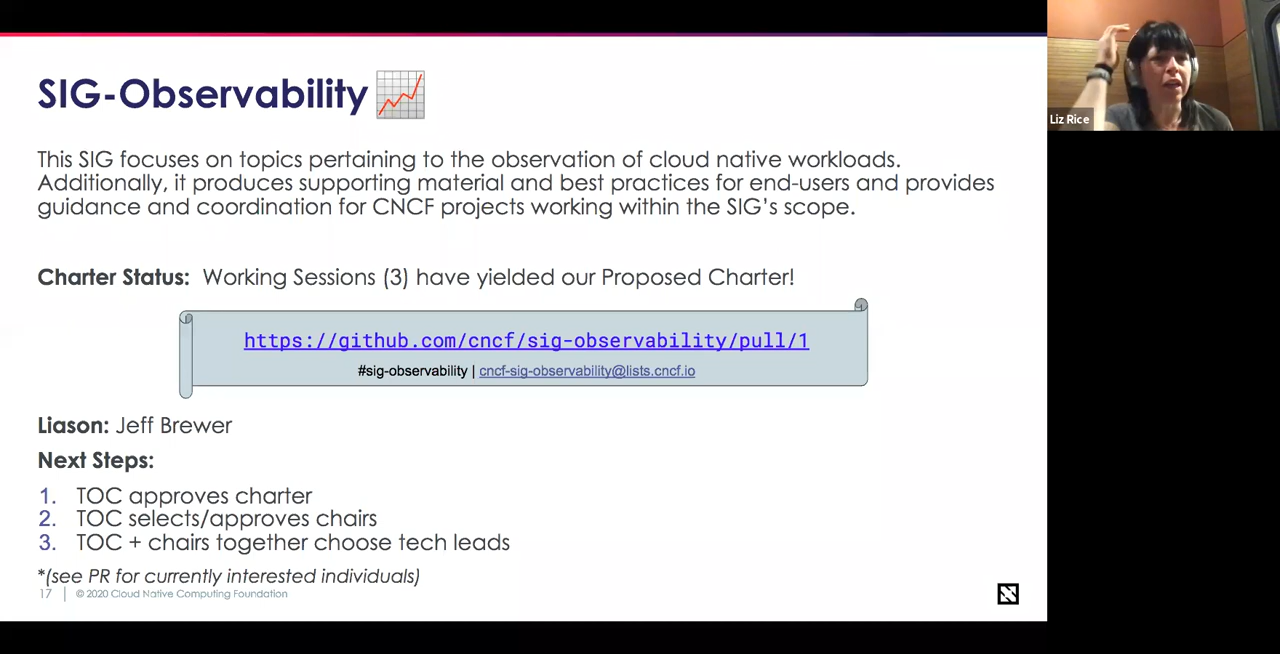 SIG-Observability
Liz Rice
This SIG focuses on topics pertaining to the observation of cloud native workloads.
Additionally, it produces supporting material and best practices for end-users and provides
guidance and coordination for CNCF projects working within the SIG's scope.
Charter Status: Working Sessions (3) have yielded our Proposed Charter!
https://github.com/cncf/sig-observability/pull/1
#sig-observability | cncf-sig-observability@lists.cncf.io
Liason: Jeff Brewer
Next Steps:
1. TOC approves charter
2. TOC selects/approves chairs
3. TOC + chairs together choose tech leads
*(see PR for currently interested individuals)
17 | © 2020 Cloud Native Computing Foundation